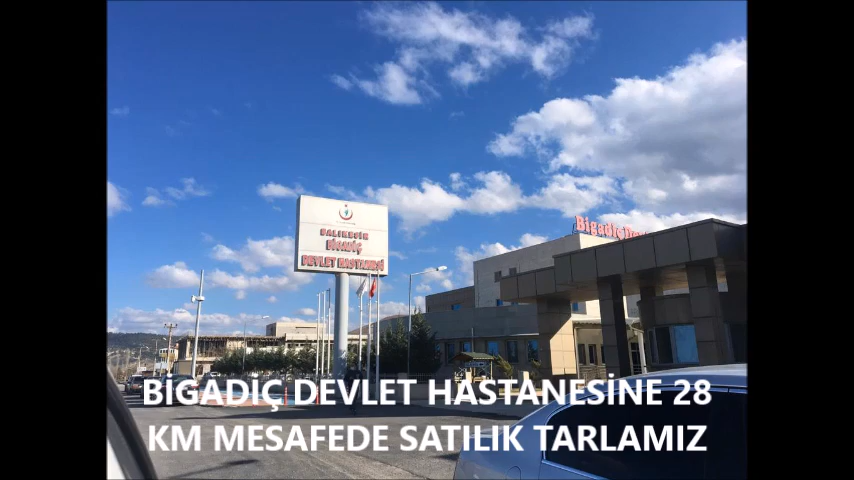 BALIKESİR
BİGADİÇ
DEVLET HASTANESİ
Bigadiç
BİGADİÇ DEVLET HASTANESİNE 28
KM MESAFEDE SATILIK TARLAMIZ